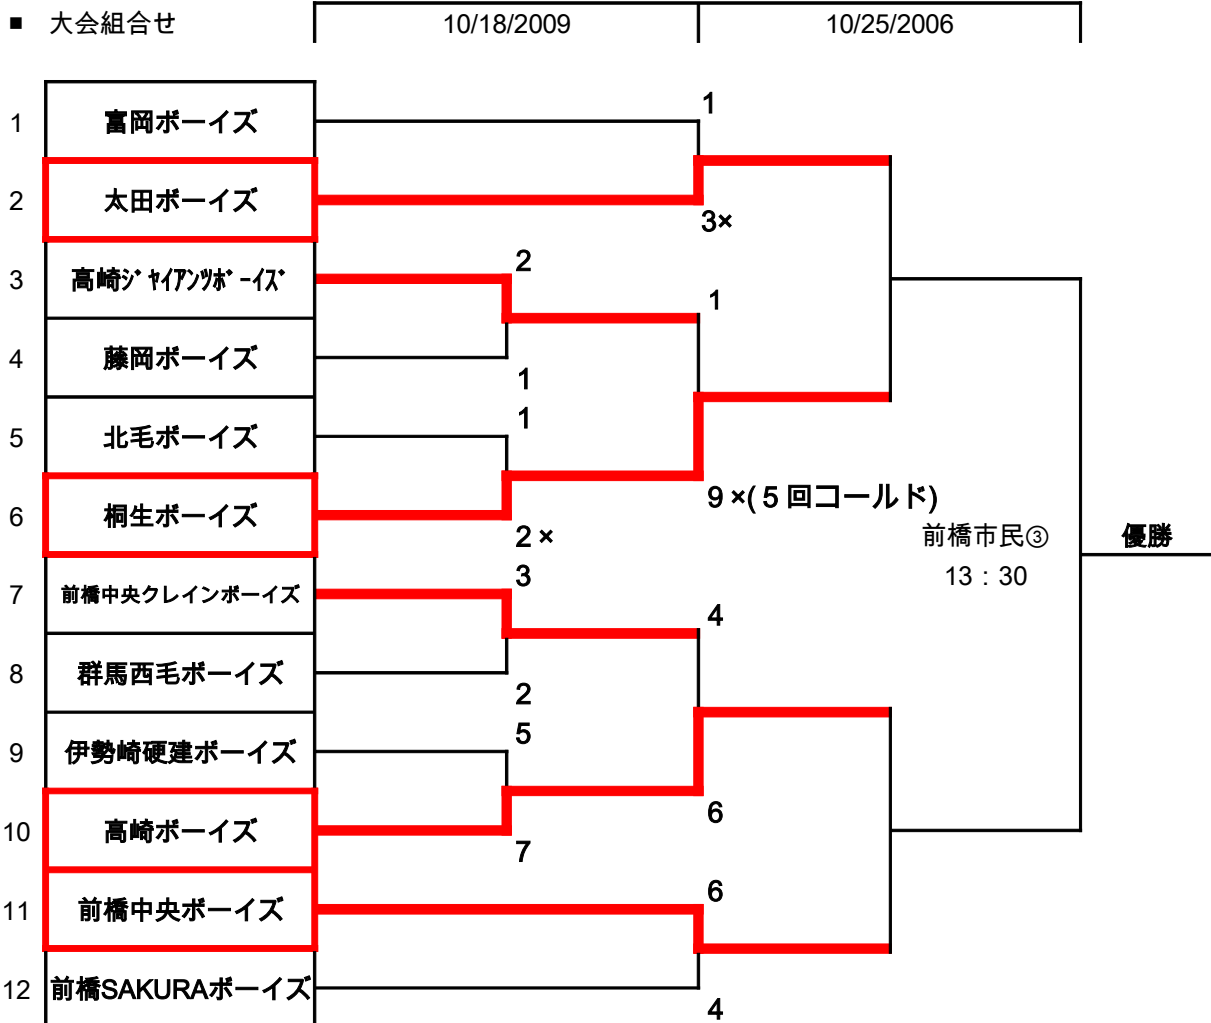 ■ 大会組合せ 10/18/2009 10/25/2006
1 富岡ボーイズ 1
2 太田ボーイズ 3×
3 高崎ｼﾞｬｲｱﾝﾂﾎﾞｰｲｽﾞ 2 1
4 藤岡ボーイズ 1
5 北毛ボーイズ 1
6 桐生ボーイズ 2× 9×(５回コールド)
前橋市民③ 優勝
13：30
7 前橋中央クレインボーイズ 3 4
8 群馬西毛ボーイズ 2
9 伊勢崎硬建ボーイズ 5
10 高崎ボーイズ 7 6
11 前橋中央ボーイズ 6
12 前橋SAKURAボーイズ 4